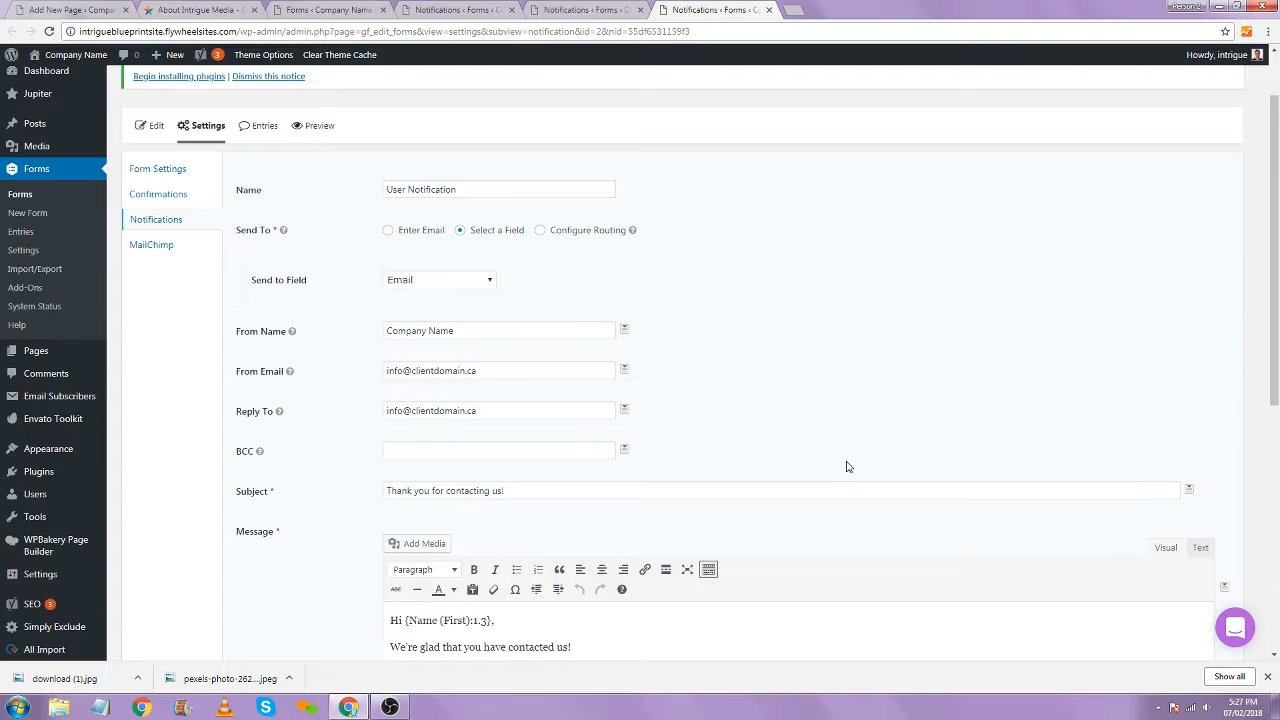 Add New Page ‹ Comp
About Intrigue Media - C
Forms ‹ Company Name
Notifications ‹ Forms ‹ C
Notifications ‹ Forms ‹ C
Notifications ‹ Forms ‹ C
Person 2
intrigueblueprintsite.flywheelsites.com/wp-admin/admin.php?page=gf_edit_forms&view=settings&subview=notification&id=2&nid=55df6531159f3
Company Name 0 New 3 Theme Options Clear Theme Cache Howdy, intrigue
Dashboard
Jupiter
Posts
Media
Forms
Forms
New Form
Entries
Settings
Import/Export
Add-Ons
System Status
Help
Pages
Comments
Email Subscribers
Envato Toolkit
Appearance
Plugins
Users
Tools
WPBakery Page
Builder
Settings
SEO 3
Simply Exclude
All Import
Begin installing plugins | Dismiss this notice
Edit Settings Entries Preview
Form Settings
Confirmations
Notifications
MailChimp
Name User Notification
Send To * Enter Email Select a Field Configure Routing
Send to Field Email
From Name Company Name
From Email info@clientdomain.ca
Reply To info@clientdomain.ca
BCC
Subject * Thank you for contacting us!
Message *
Add Media Visual Text
Paragraph B I
ABC A
Hi {Name (First):1.3},
We're glad that you have contacted us!
download (1).jpg pexels-photo-262....jpeg Show all
5:27 PM
07/02/2018